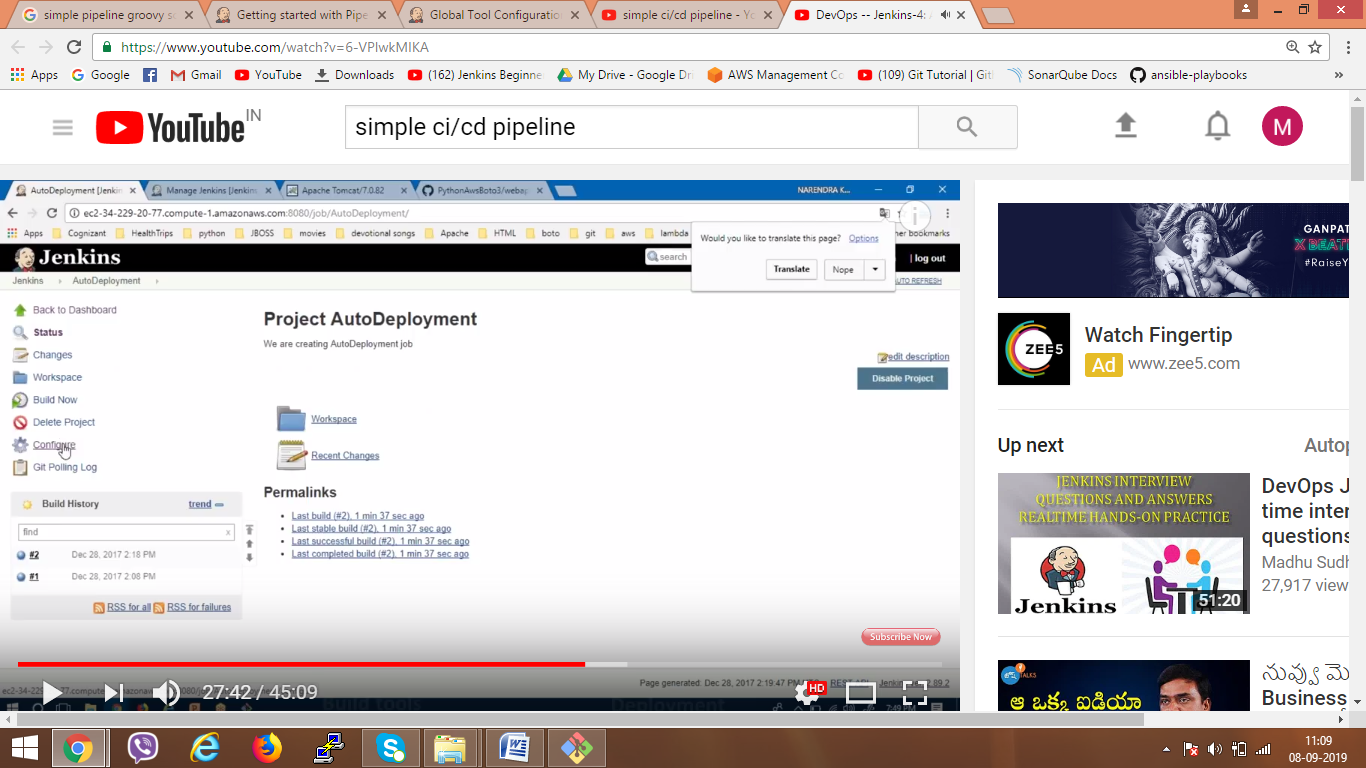 simple pipeline groovy s
Getting started with Pipe
Global Tool Configuratio
simple ci/cd pipeline - Yo
DevOps -- Jenkins-4: A
https://www.youtube.com/watch?v=6-VPlwkMIKA
Apps Google Gmail YouTube Downloads (162) Jenkins Beginne My Drive - Google Dri AWS Management Co (109) Git Tutorial | Git SonarQube Docs ansible-playbooks »
YouTube IN
simple ci/cd pipeline
M
AutoDeployment [Jenkin
Manage Jenkins [Jenkins
Apache Tomcat/7.0.82
PythonAwsBoto3/webap
NARENDRA K...
ec2-34-229-20-77.compute-1.amazonaws.com:8080/job/AutoDeployment/
Apps Cognizant HealthTrips python JBOSS movies devotional songs Apache HTML boto git aws lambda her bookmarks
Would you like to translate this page? Options
Translate Nope
Jenkins
search
| log out
Jenkins › AutoDeployment ›
AUTO REFRESH
Back to Dashboard
Status
Changes
Workspace
Build Now
Delete Project
Configure
Git Polling Log
Project AutoDeployment
We are creating AutoDeployment job
edit description
Disable Project
Workspace
Recent Changes
Permalinks
• Last build (#2), 1 min 37 sec ago
• Last stable build (#2), 1 min 37 sec ago
• Last successful build (#2), 1 min 37 sec ago
• Last completed build (#2), 1 min 37 sec ago
Build History trend
find x
#2 Dec 28, 2017 2:18 PM
#1 Dec 28, 2017 2:08 PM
RSS for all RSS for failures
Subscribe Now
Page generated: Dec 28, 2017 2:19:47 PM
REST API
27:42 / 45:09
HD
Build tools
Deployment
7:49 PM
GANPAT
X BEAT
#RaiseY
ZEE5
Watch Fingertip
Ad www.zee5.com
Up next
Autop
JENKINS INTERVIEW
QUESTIONS AND ANSWERS
REALTIME HANDS-ON PRACTICE
Jenkins
51:20
DevOps J
time inter
questions
Madhu Sudh
27,917 view
TALKS
ఆ ఒక్క ఐడియా
నువ్వు మొ
Business
11:09
08-09-2019